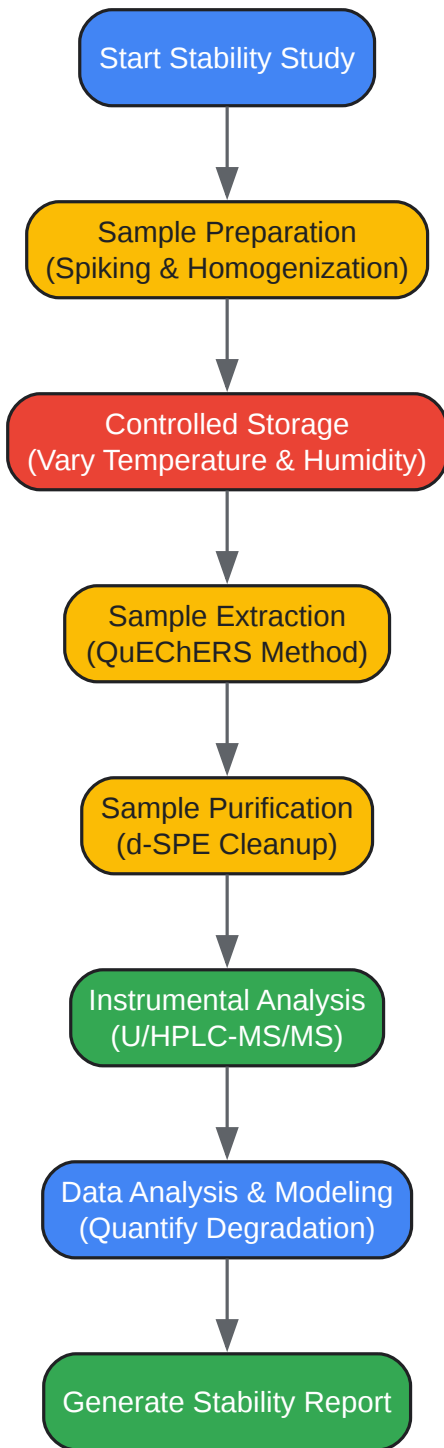 Start Stability Study
Sample Preparation
(Spiking & Homogenization)
Controlled Storage
(Vary Temperature & Humidity)
Sample Extraction
(QuEChERS Method)
Sample Purification
(d-SPE Cleanup)
Instrumental Analysis
(U/HPLC-MS/MS)
Data Analysis & Modeling
(Quantify Degradation)
Generate Stability Report